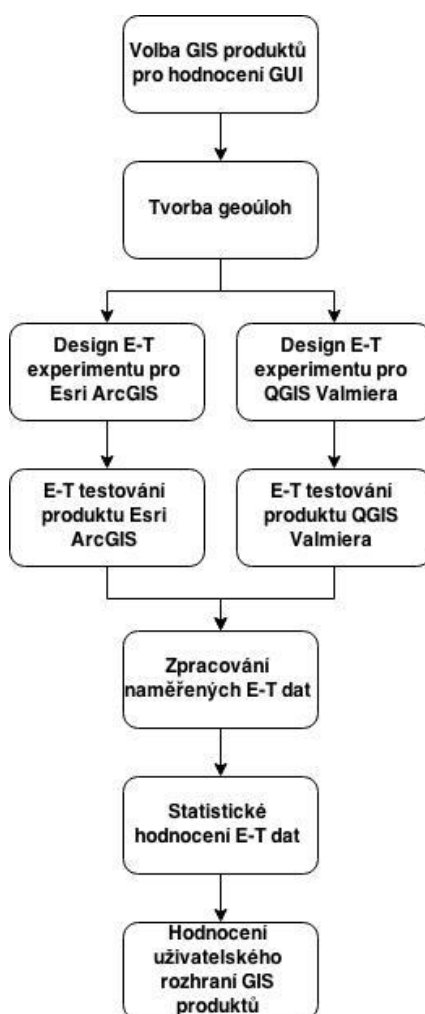 Volba GIS produktů
pro hodnocení GUI
Tvorba geoúloh
Design E-T
experimentu pro
Esri ArcGIS
Design E-T
experimentu pro
QGIS Valmiera
E-T testování
produktu Esri
ArcGIS
E-T testování
produktu QGIS
Valmiera
Zpracování
naměřených E-T dat
Statistické
hodnocení E-T dat
Hodnocení
uživatelského
rozhraní GIS
produktů